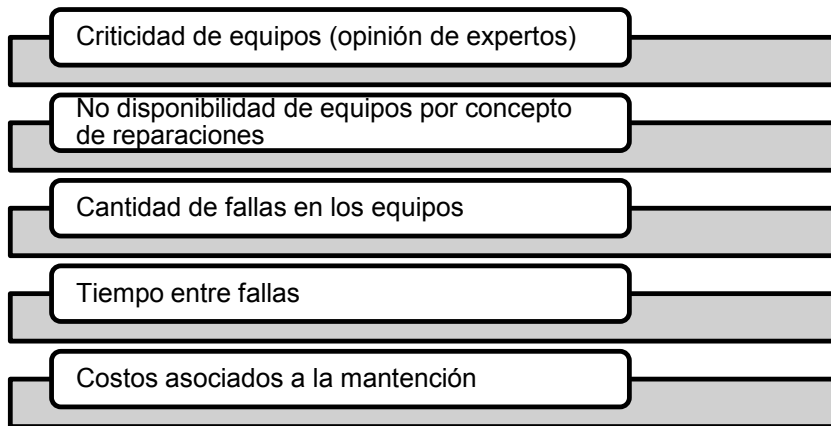 Criticidad de equipos (opinión de expertos)
No disponibilidad de equipos por concepto
de reparaciones
Cantidad de fallas en los equipos
Tiempo entre fallas
Costos asociados a la mantención